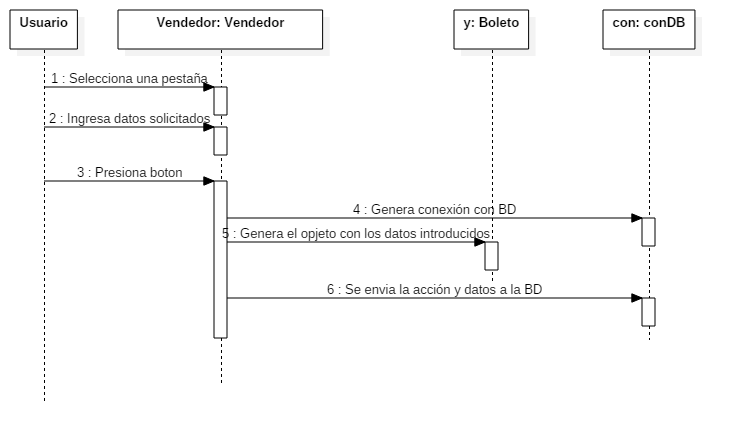 Usuario
Vendedor: Vendedor
y: Boleto
con: conDB
1 : Selecciona una pestaña
2 : Ingresa datos solicitados
3 : Presiona boton
4 : Genera conexión con BD
5 : Genera el opjeto con los datos introducidos
6 : Se envia la acción y datos a la BD